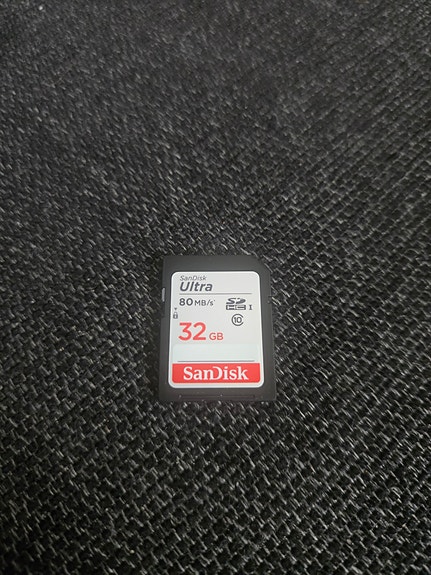 SanDisk
Ultra
80 MB/s*
SD HC I
10
32 GB
SanDisk